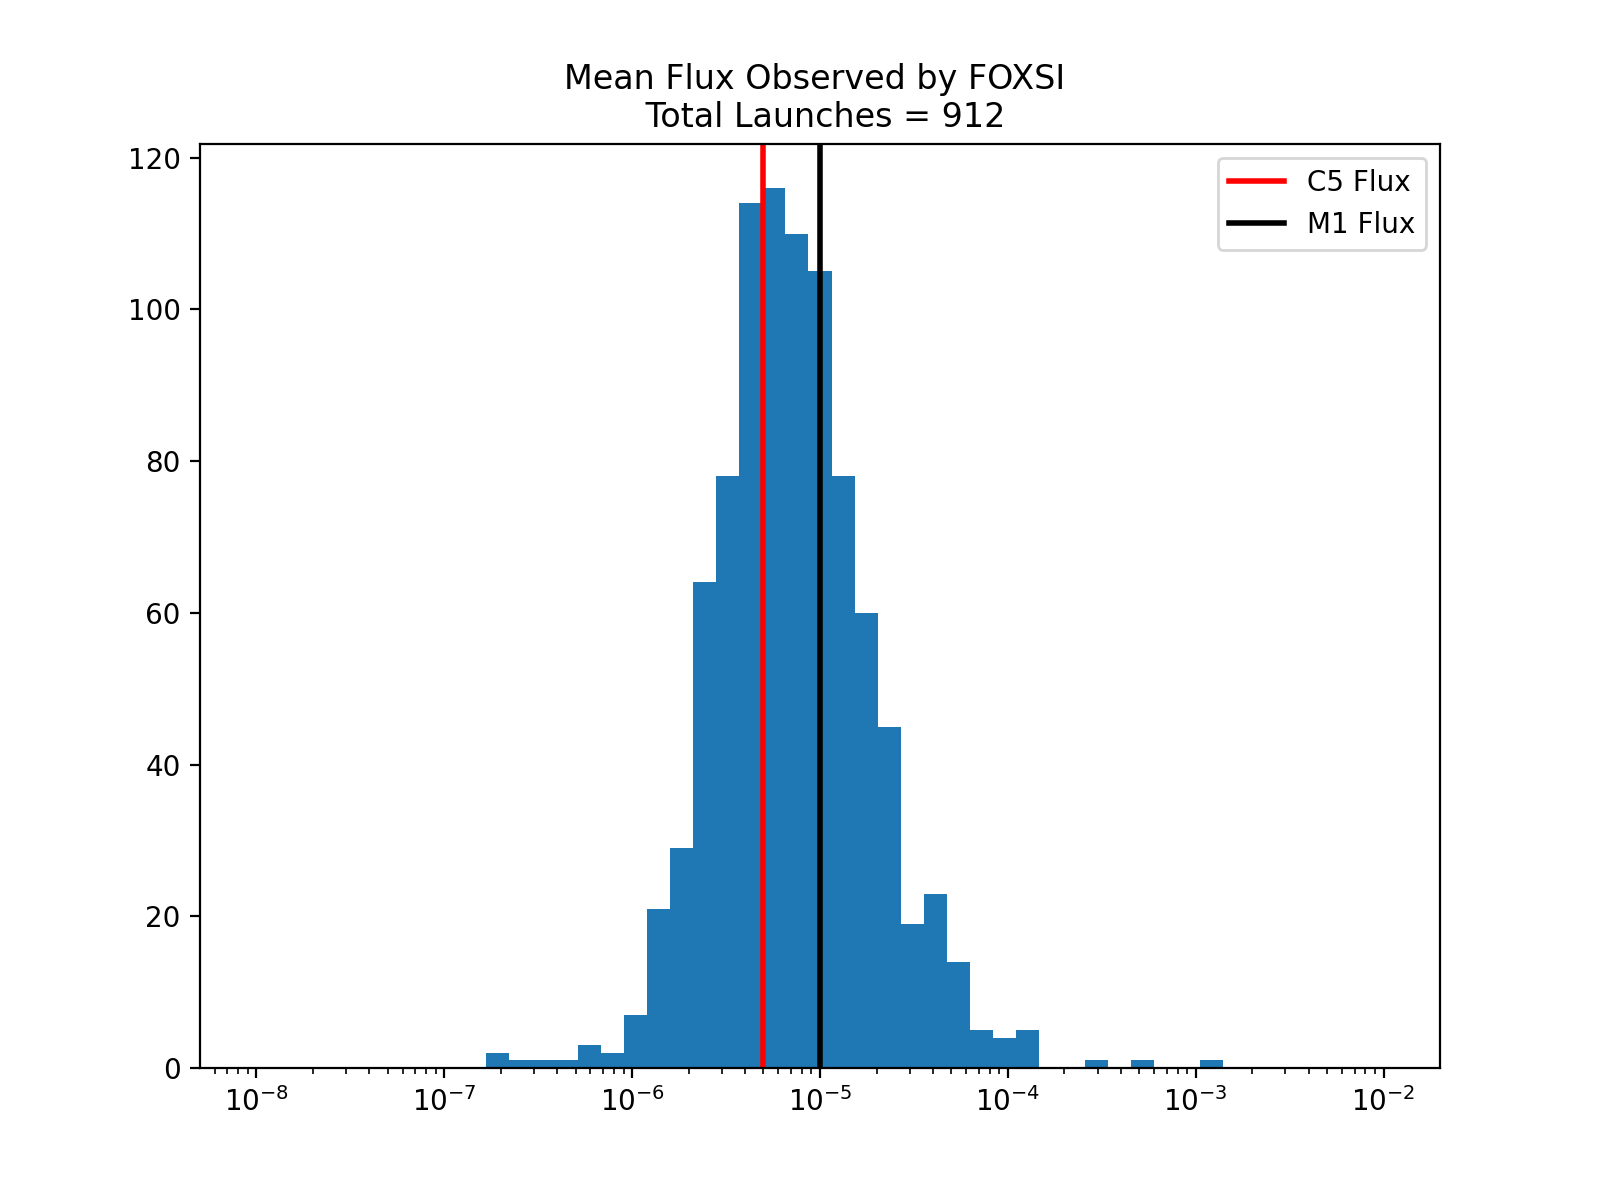 Mean Flux Observed by FOXSI
Total Launches = 912
C5 Flux
M1 Flux
120
100
80
60
40
20
0
10⁻⁸ 10⁻⁷ 10⁻⁶ 10⁻⁵ 10⁻⁴ 10⁻³ 10⁻²